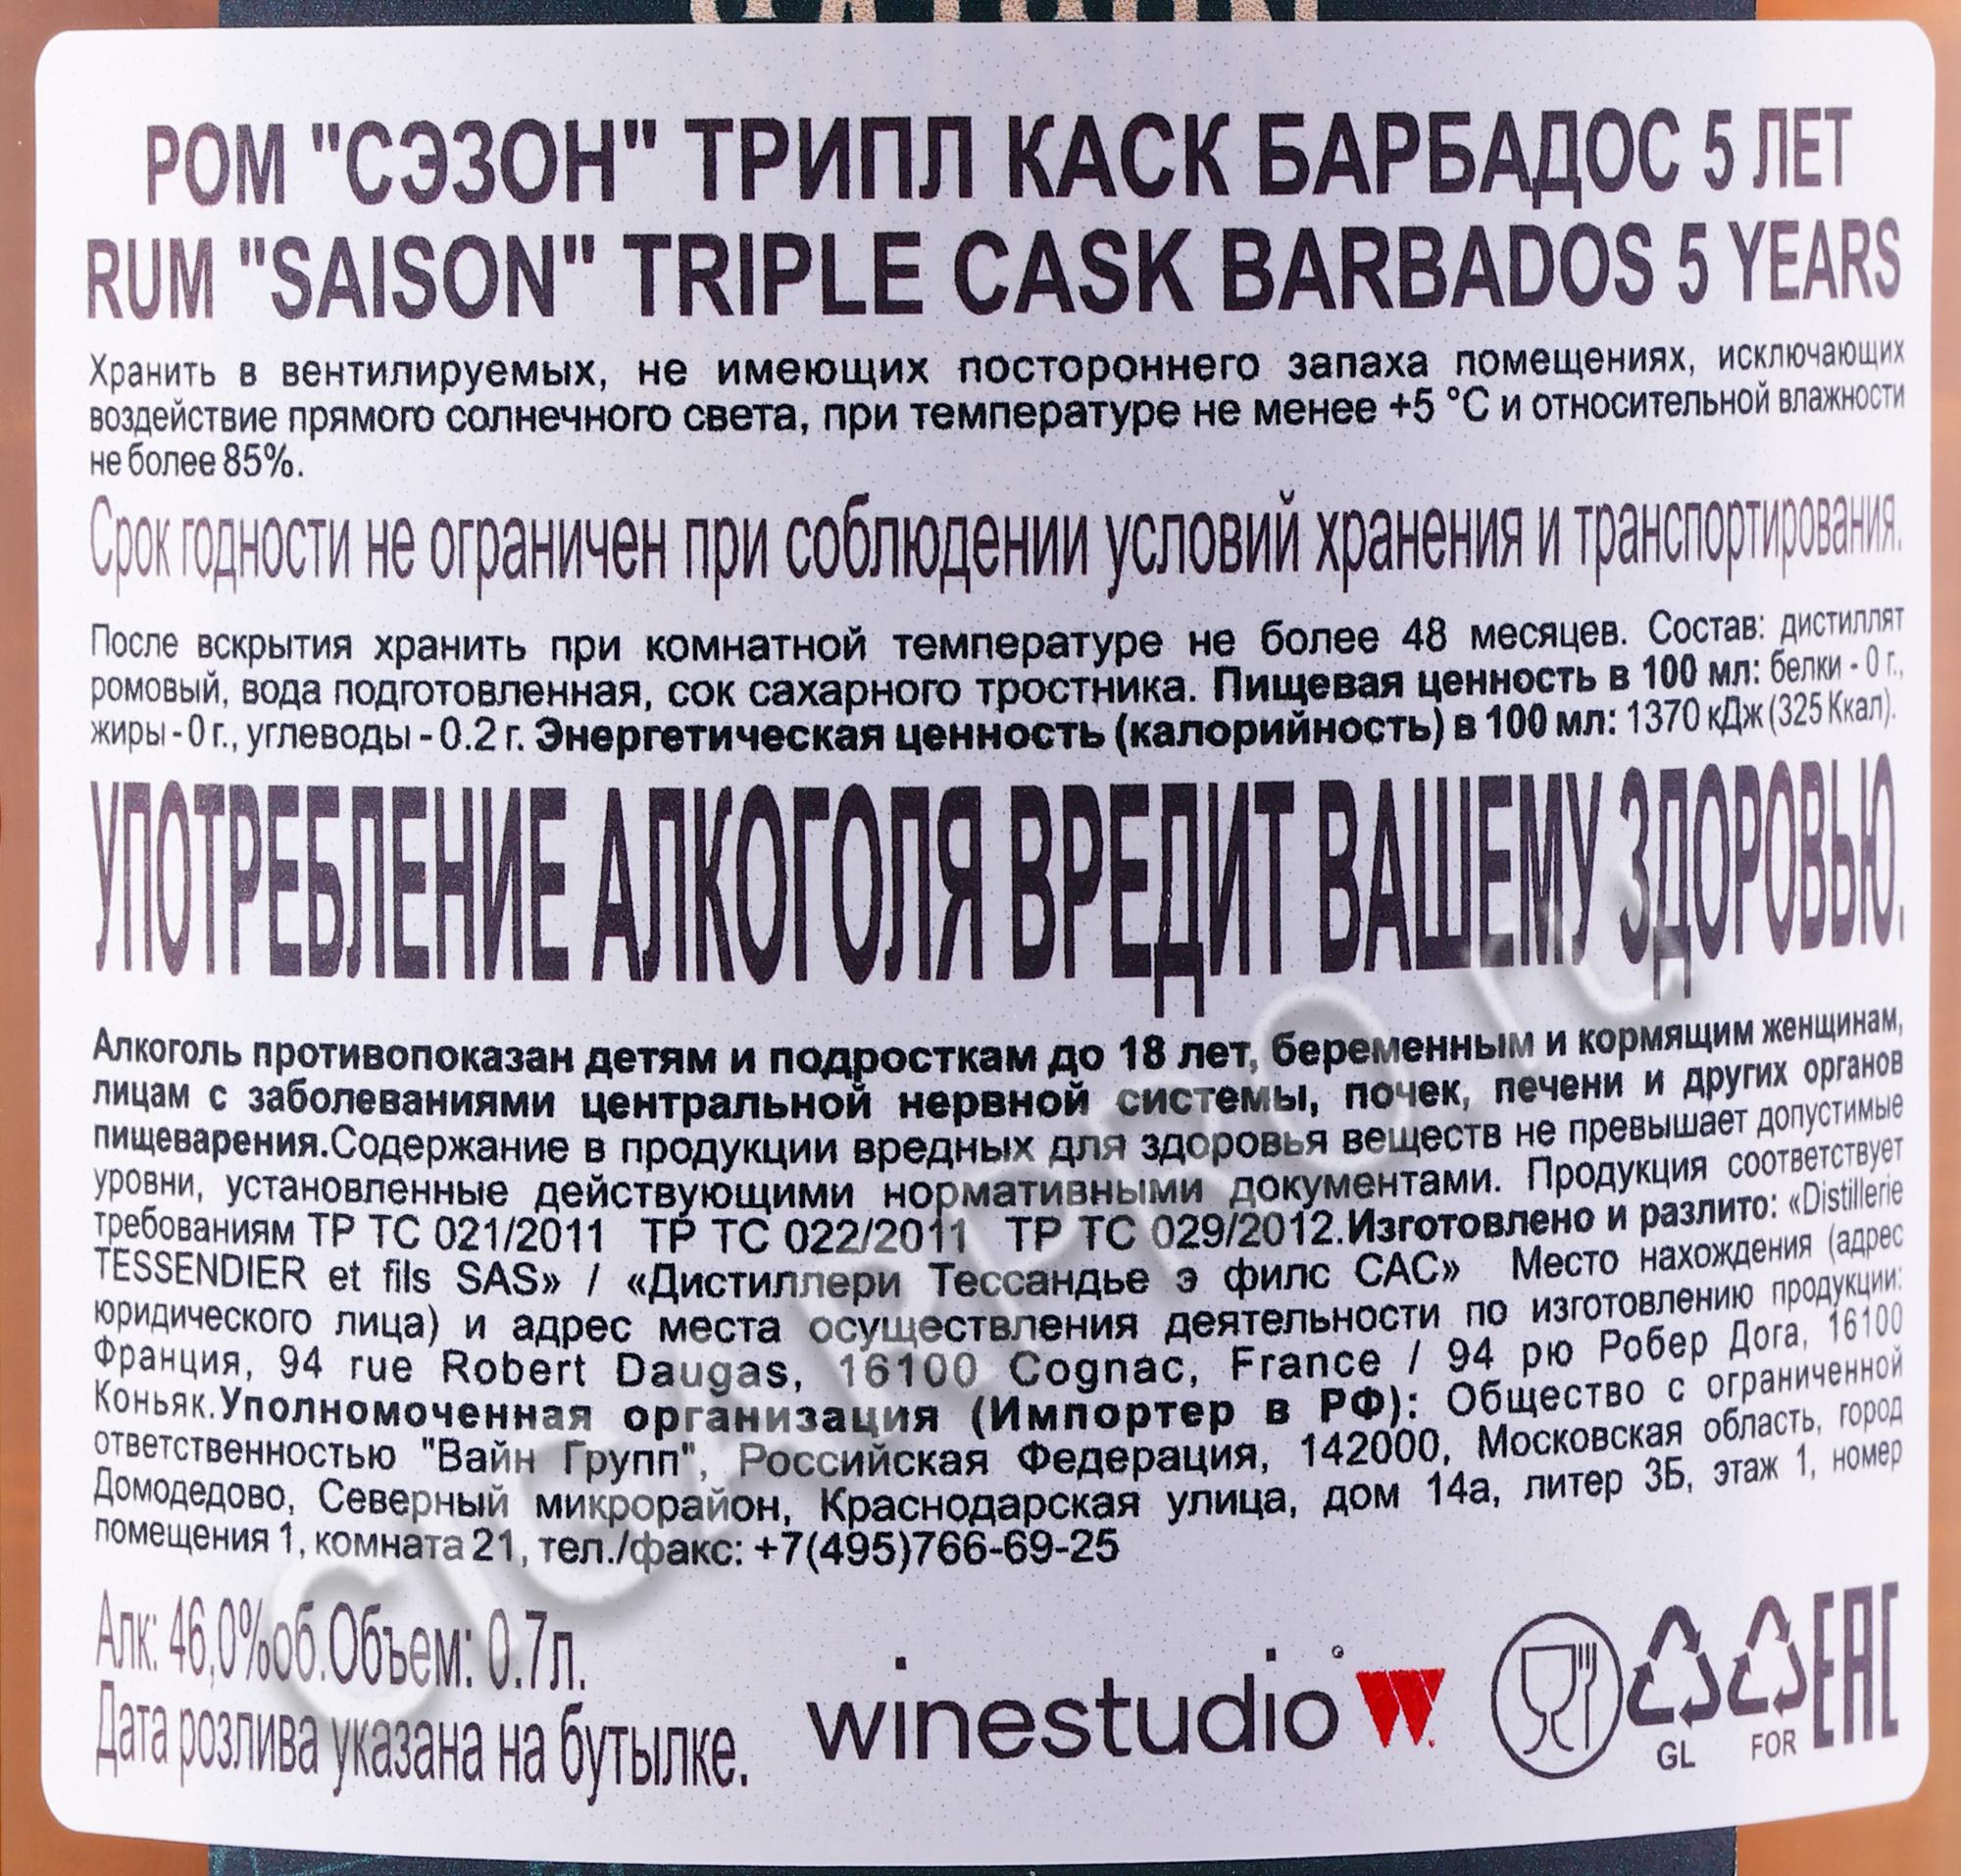 РОМ "СЭЗОН" ТРИПЛ КАСК БАРБАДОС 5 ЛЕТ
RUM "SAISON" TRIPLE CASK BARBADOS 5 YEARS
Хранить в вентилируемых, не имеющих постороннего запаха помещениях, исключающих
воздействие прямого солнечного света, при температуре не менее +5 °С и относительной влажности
не более 85%.
Срок годности не ограничен при соблюдении условий хранения и транспортирования.
После вскрытия хранить при комнатной температуре не более 48 месяцев. Состав: дистиллят
ромовый, вода подготовленная, сок сахарного тростника. Пищевая ценность в 100 мл: белки - 0 г.,
жиры - 0 г., углеводы - 0.2 г. Энергетическая ценность (калорийность) в 100 мл: 1370 кДж (325 Ккал).
УПОТРЕБЛЕНИЕ АЛКОГОЛЯ ВРЕДИТ ВАШЕМУ ЗДОРОВЬЮ.
Алкоголь противопоказан детям и подросткам до 18 лет, беременным и кормящим женщинам,
лицам с заболеваниями центральной нервной системы, почек, печени и других органов
пищеварения.Содержание в продукции вредных для здоровья веществ не превышает допустимые
уровни, установленные действующими нормативными документами. Продукция соответствует
требованиям ТР ТС 021/2011 ТР ТС 022/2011 ТР ТС 029/2012.Изготовлено и разлито: «Distillerie
TESSENDIER et fils SAS» / «Дистиллери Тессандье э филс САС» Место нахождения (адрес
юридического лица) и адрес места осуществления деятельности по изготовлению продукции:
Франция, 94 rue Robert Daugas, 16100 Cognac, France / 94 рю Робер Дога, 16100
Коньяк.Уполномоченная организация (Импортер в РФ): Общество с ограниченной
ответственностью "Вайн Групп", Российская Федерация, 142000, Московская область, город
Домодедово, Северный микрорайон, Краснодарская улица, дом 14а, литер 3Б, этаж 1, номер
помещения 1, комната 21, тел./факс: +7(495)766-69-25
Алк: 46,0%об.Объем: 0.7л.
Дата розлива указана на бутылке.
winestudio W.
GL FOR EAC
CIGARPRO.ru